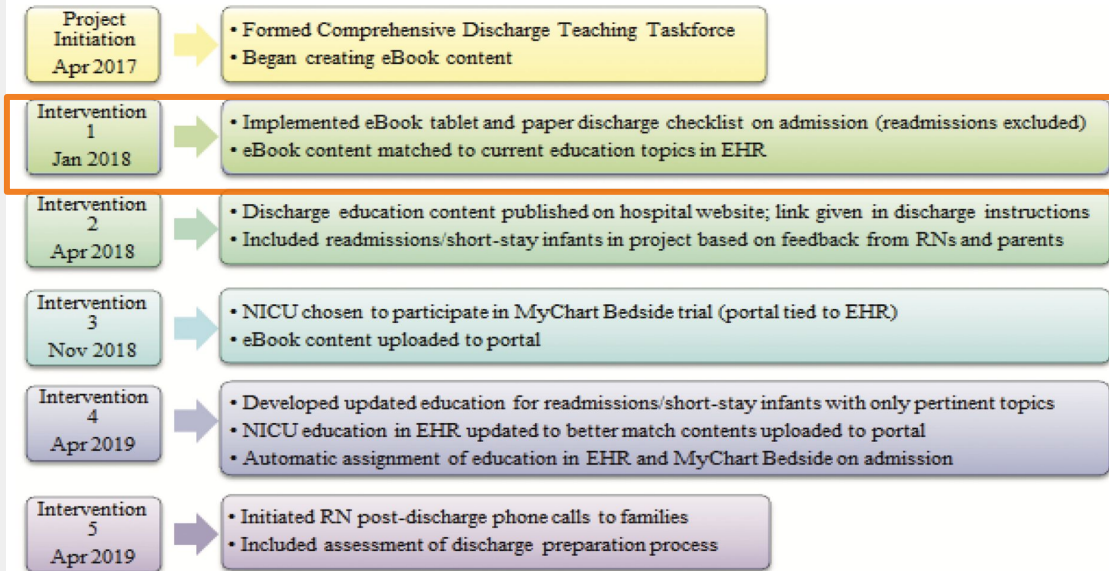 Project
Initiation
Apr 2017
• Formed Comprehensive Discharge Teaching Taskforce
• Began creating eBook content
Intervention
1
Jan 2018
• Implemented eBook tablet and paper discharge checklist on admission (readmissions excluded)
• eBook content matched to current education topics in EHR
Intervention
2
Apr 2018
• Discharge education content published on hospital website; link given in discharge instructions
• Included readmissions/short-stay infants in project based on feedback from RNs and parents
Intervention
3
Nov 2018
• NICU chosen to participate in MyChart Bedside trial (portal tied to EHR)
• eBook content uploaded to portal
Intervention
4
Apr 2019
• Developed updated education for readmissions/short-stay infants with only pertinent topics
• NICU education in EHR updated to better match contents uploaded to portal
• Automatic assignment of education in EHR and MyChart Bedside on admission
Intervention
5
Apr 2019
• Initiated RN post-discharge phone calls to families
• Included assessment of discharge preparation process